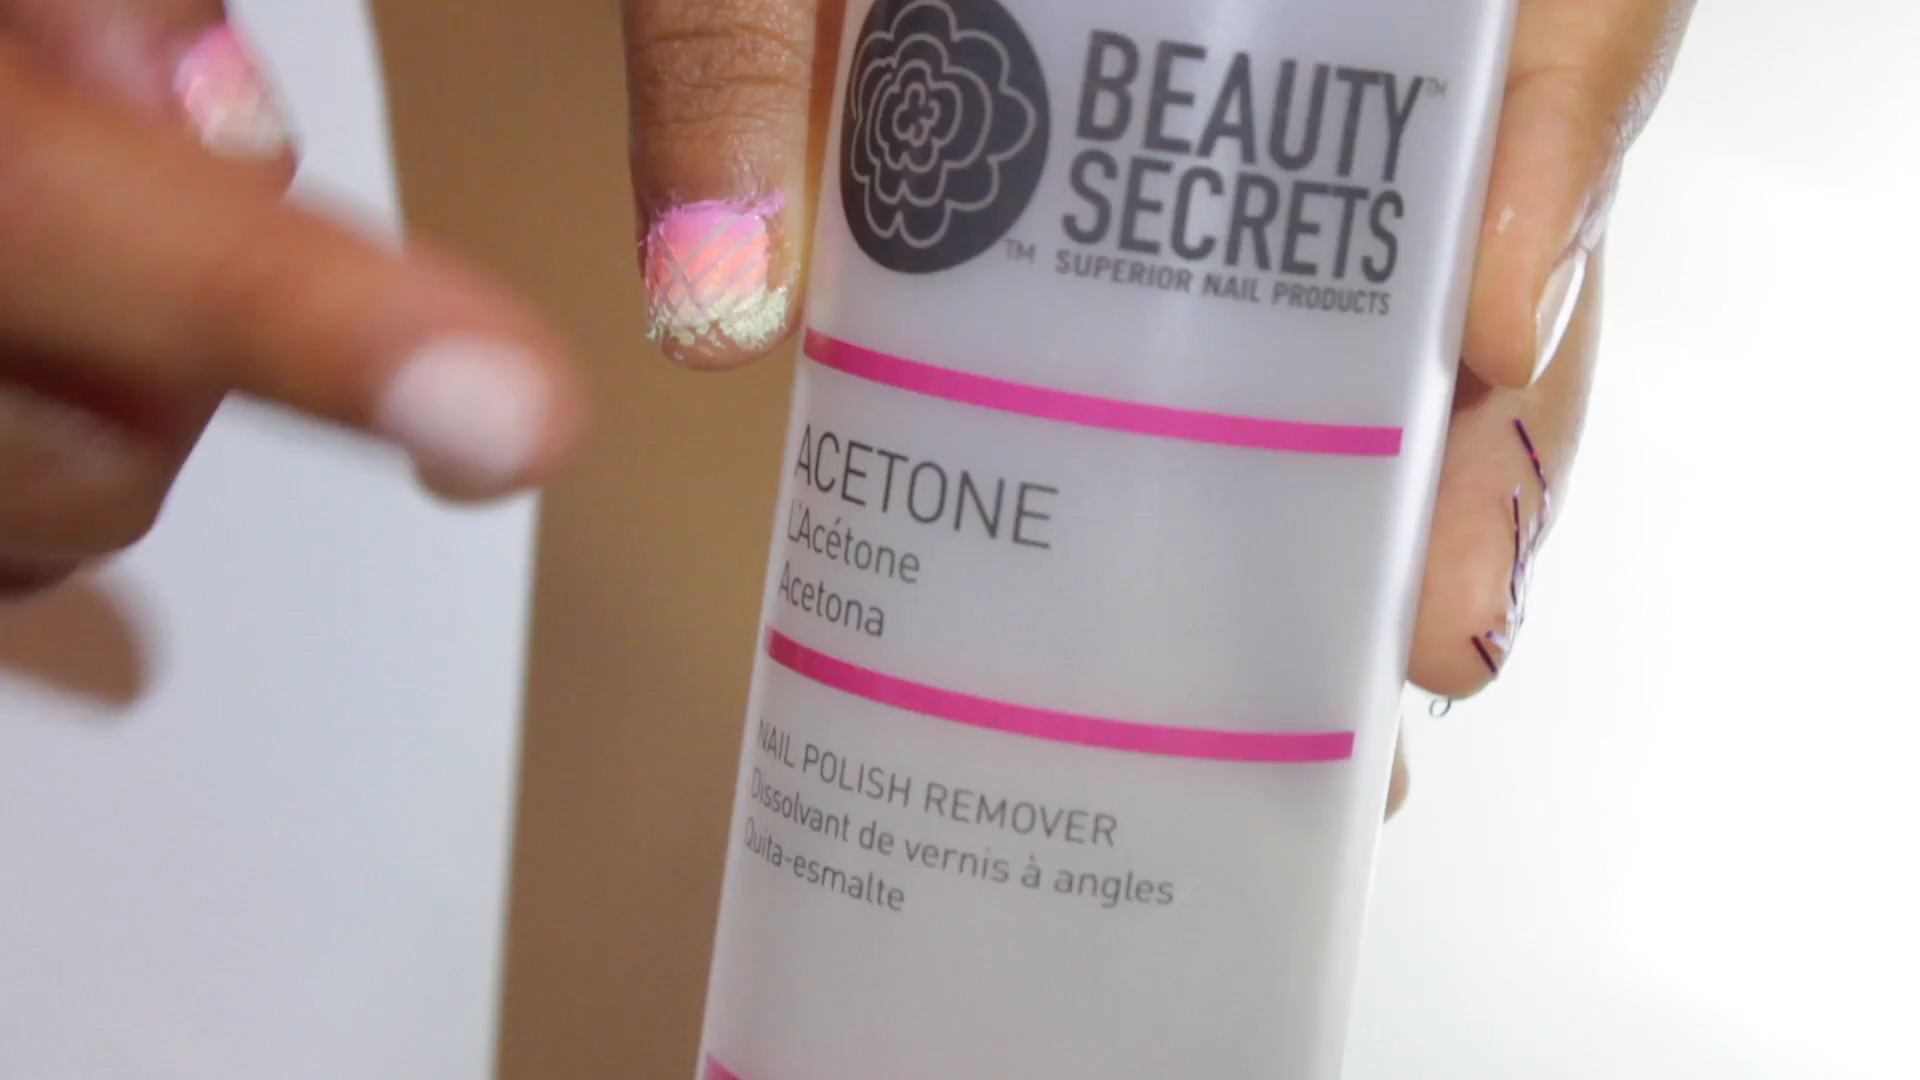 BEAUTY™
SECRETS
™ SUPERIOR NAIL PRODUCTS
ACETONE
L'Acétone
Acetona
NAIL POLISH REMOVER
Dissolvant de vernis à angles
Quita-esmalte